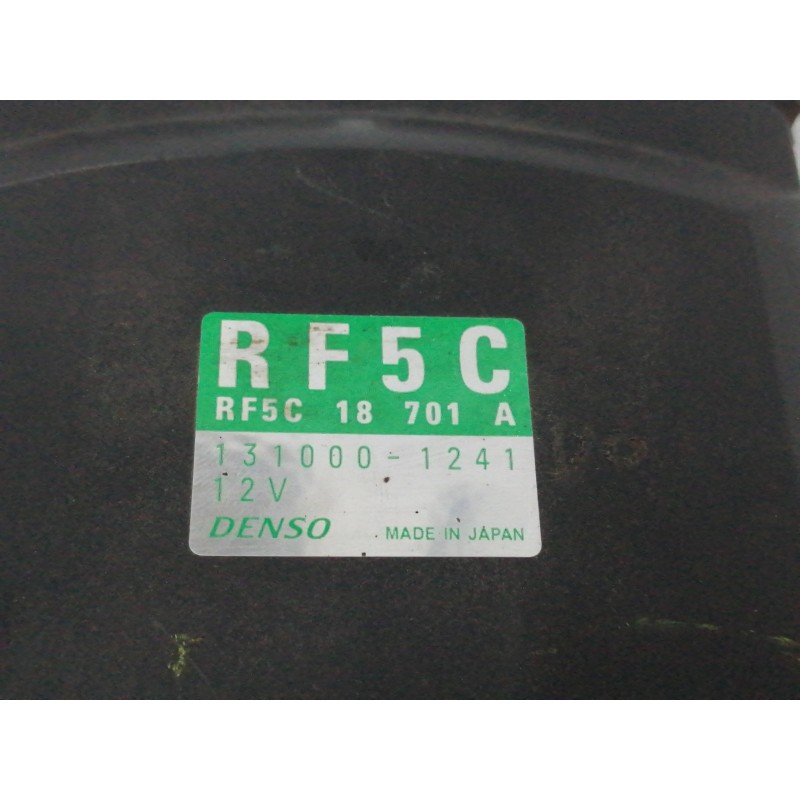 RF5C
RF5C 18 701 A
131000-1241
12V
DENSO MADE IN JAPAN